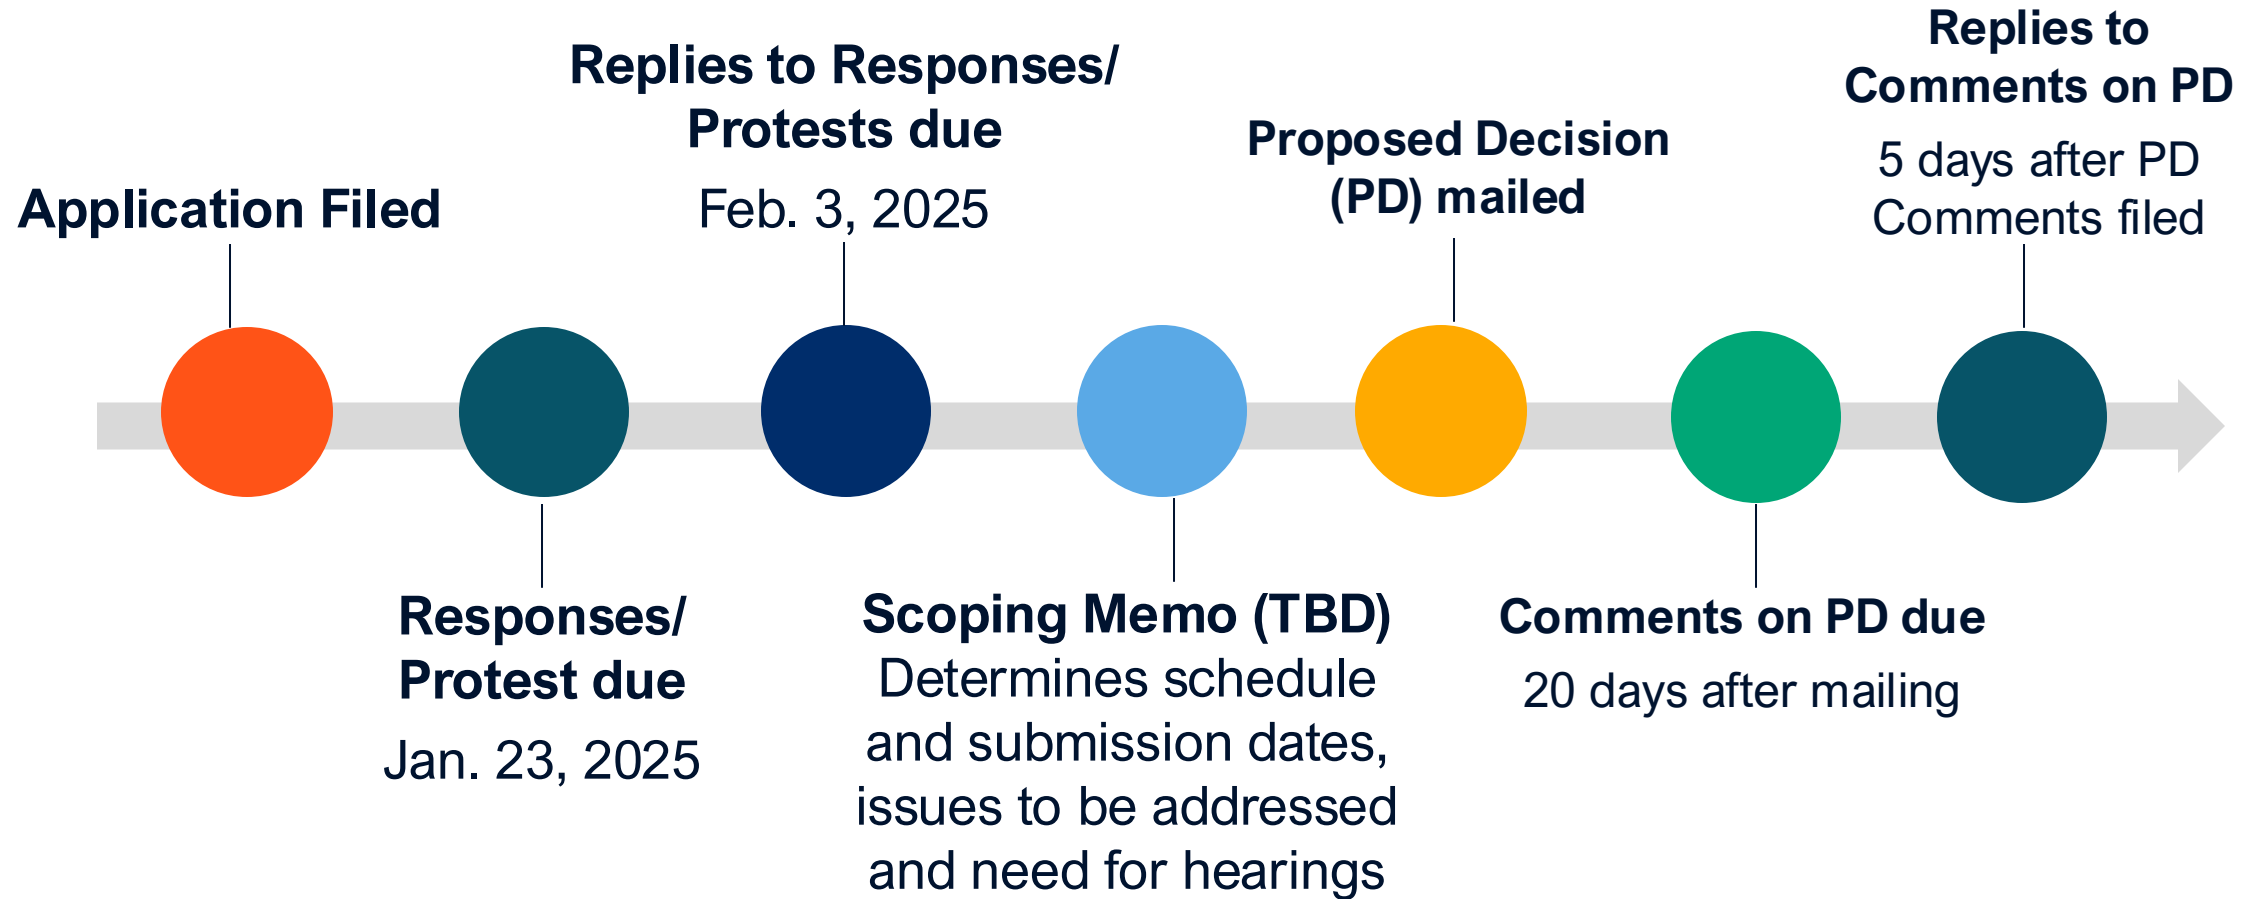 Application Filed
Responses/
Protest due
Jan. 23, 2025
Replies to Responses/
Protests due
Feb. 3, 2025
Scoping Memo (TBD)
Determines schedule
and submission dates,
issues to be addressed
and need for hearings
Proposed Decision
(PD) mailed
Comments on PD due
20 days after mailing
Replies to
Comments on PD
5 days after PD
Comments filed